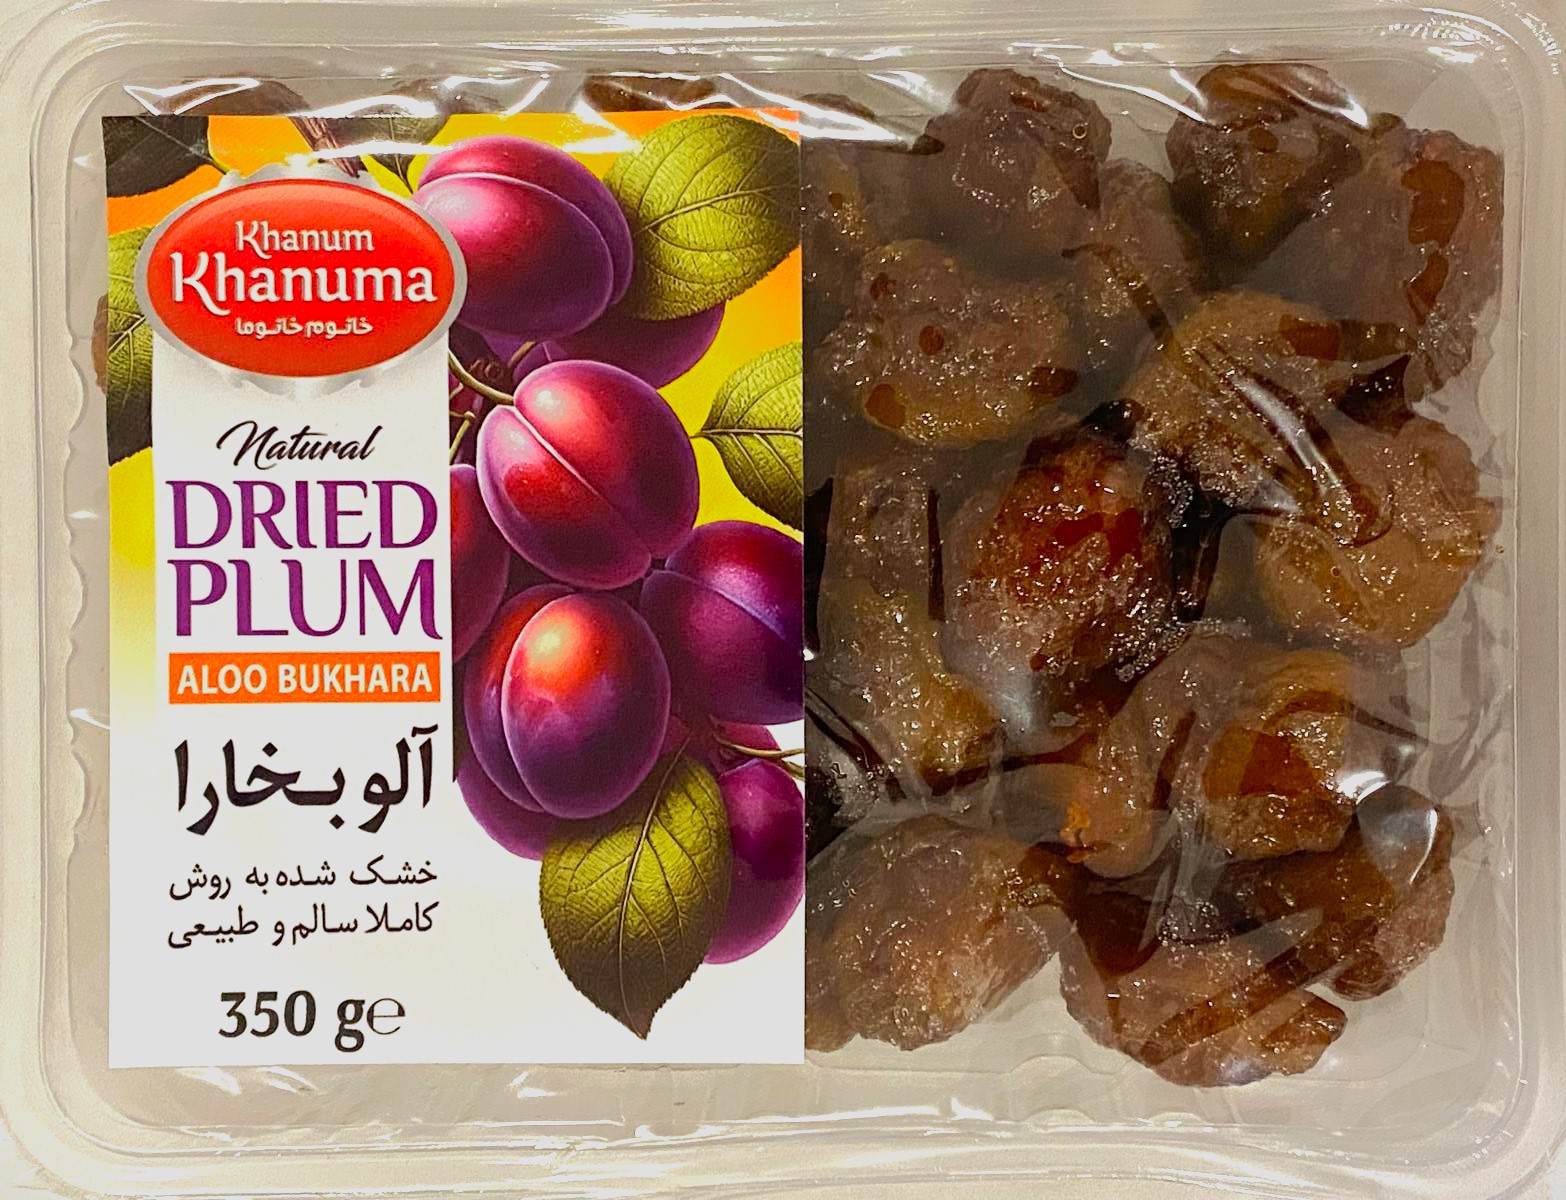 Khanum
Khanuma
خانوم خانوما
Natural
DRIED
PLUM
ALOO BUKHARA
آلو بخارا
خشک شده به روش
کاملا سالم و طبیعی
350 g℮